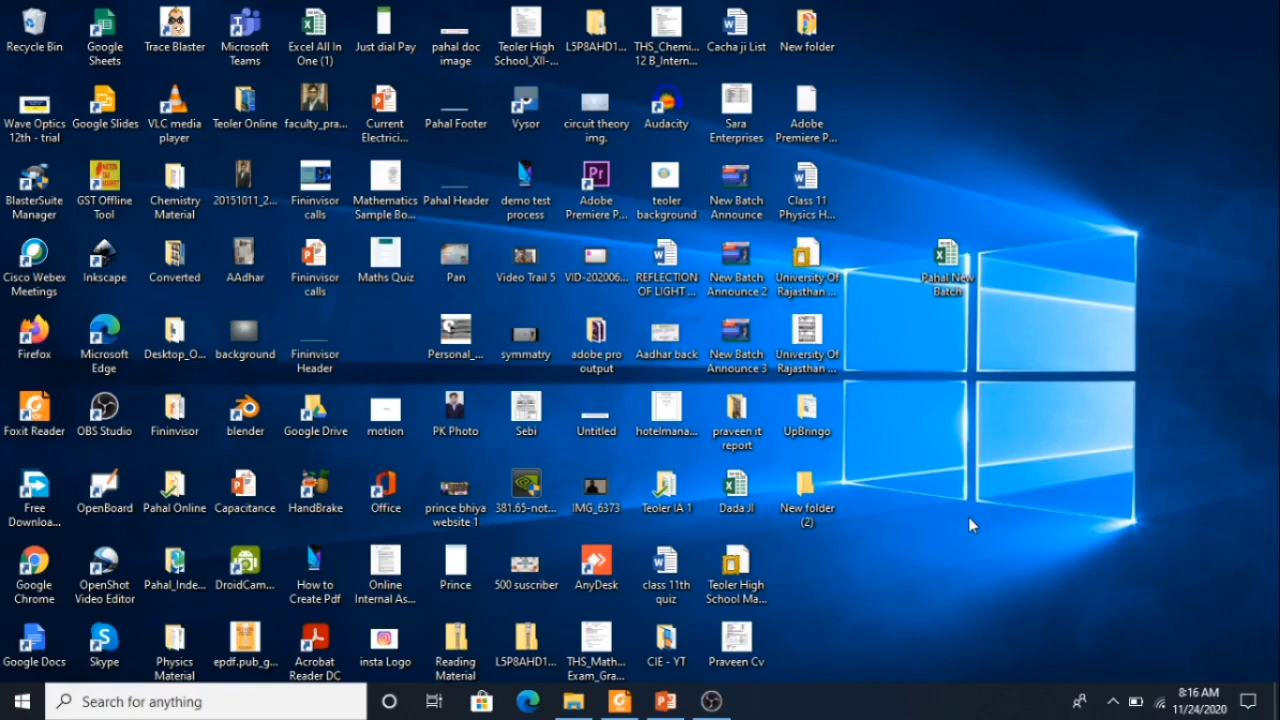 Recycle Bin
Google Sheets
Trace Blaster
Microsoft Teams
Excel All In One (1)
Just dial Pay
pahal doc image
Teoler High School_XII-...
L5P8AHD1...
THS_Chemi... 12 B_Intern...
Cacha ji List
New folder
Wave Optics 12th - trial
Google Slides
VLC media player
Teoler Online
faculty_pra...
Current Electrici...
Pahal Footer
Vysor
circuit theory img.
Audacity
Sara Enterprises
Adobe Premiere P...
BlasterSuite Manager
GST Offline Tool
Chemistry Material
20151011_2...
Fininvisor calls
Mathematics Sample Bo...
Pahal Header
demo test process
Adobe Premiere P...
teoler background
New Batch Announce
Class 11 Physics H...
Cisco Webex Meetings
Inkscape
Converted
AAdhar
Fininvisor calls
Maths Quiz
Pan
Video Trail 5
VID-202006...
REFLECTION OF LIGHT ...
New Batch Announce 2
University Of Rajasthan ...
Pahal New Batch
Firefox
Microsoft Edge
Desktop_O...
background
Fininvisor Header
Personal_...
symmatry
adobe pro output
Aadhar back
New Batch Announce 3
University Of Rajasthan ...
Foxit Reader
OBS Studio
Fininvisor
blender
Google Drive
motion
PK Photo
Sebi
Untitled
hotelmana...
praveen it report
UpBringo
Free Downloa...
OpenBoard
Pahal Online
Capacitance
HandBrake
Office
prince bhiya website 1
381.65-not...
IMG_6373
Teoler IA 1
Dada JI
New folder (2)
Google Chrome
OpenShot Video Editor
Pahal_Inde...
DroidCam...
How to Create Pdf
Online Internal As...
Prince
500 suscriber
AnyDesk
class 11th quiz
Teoler High School Ma...
Google Docs
Skype
Physics Material
epdf.pub_g...
Acrobat Reader DC
insta Logo
Reading Material
L5P8AHD1...
THS_Math... Exam_Gra...
CIE - YT
Praveen Cv
Search for anything
8:16 AM
11/24/2020